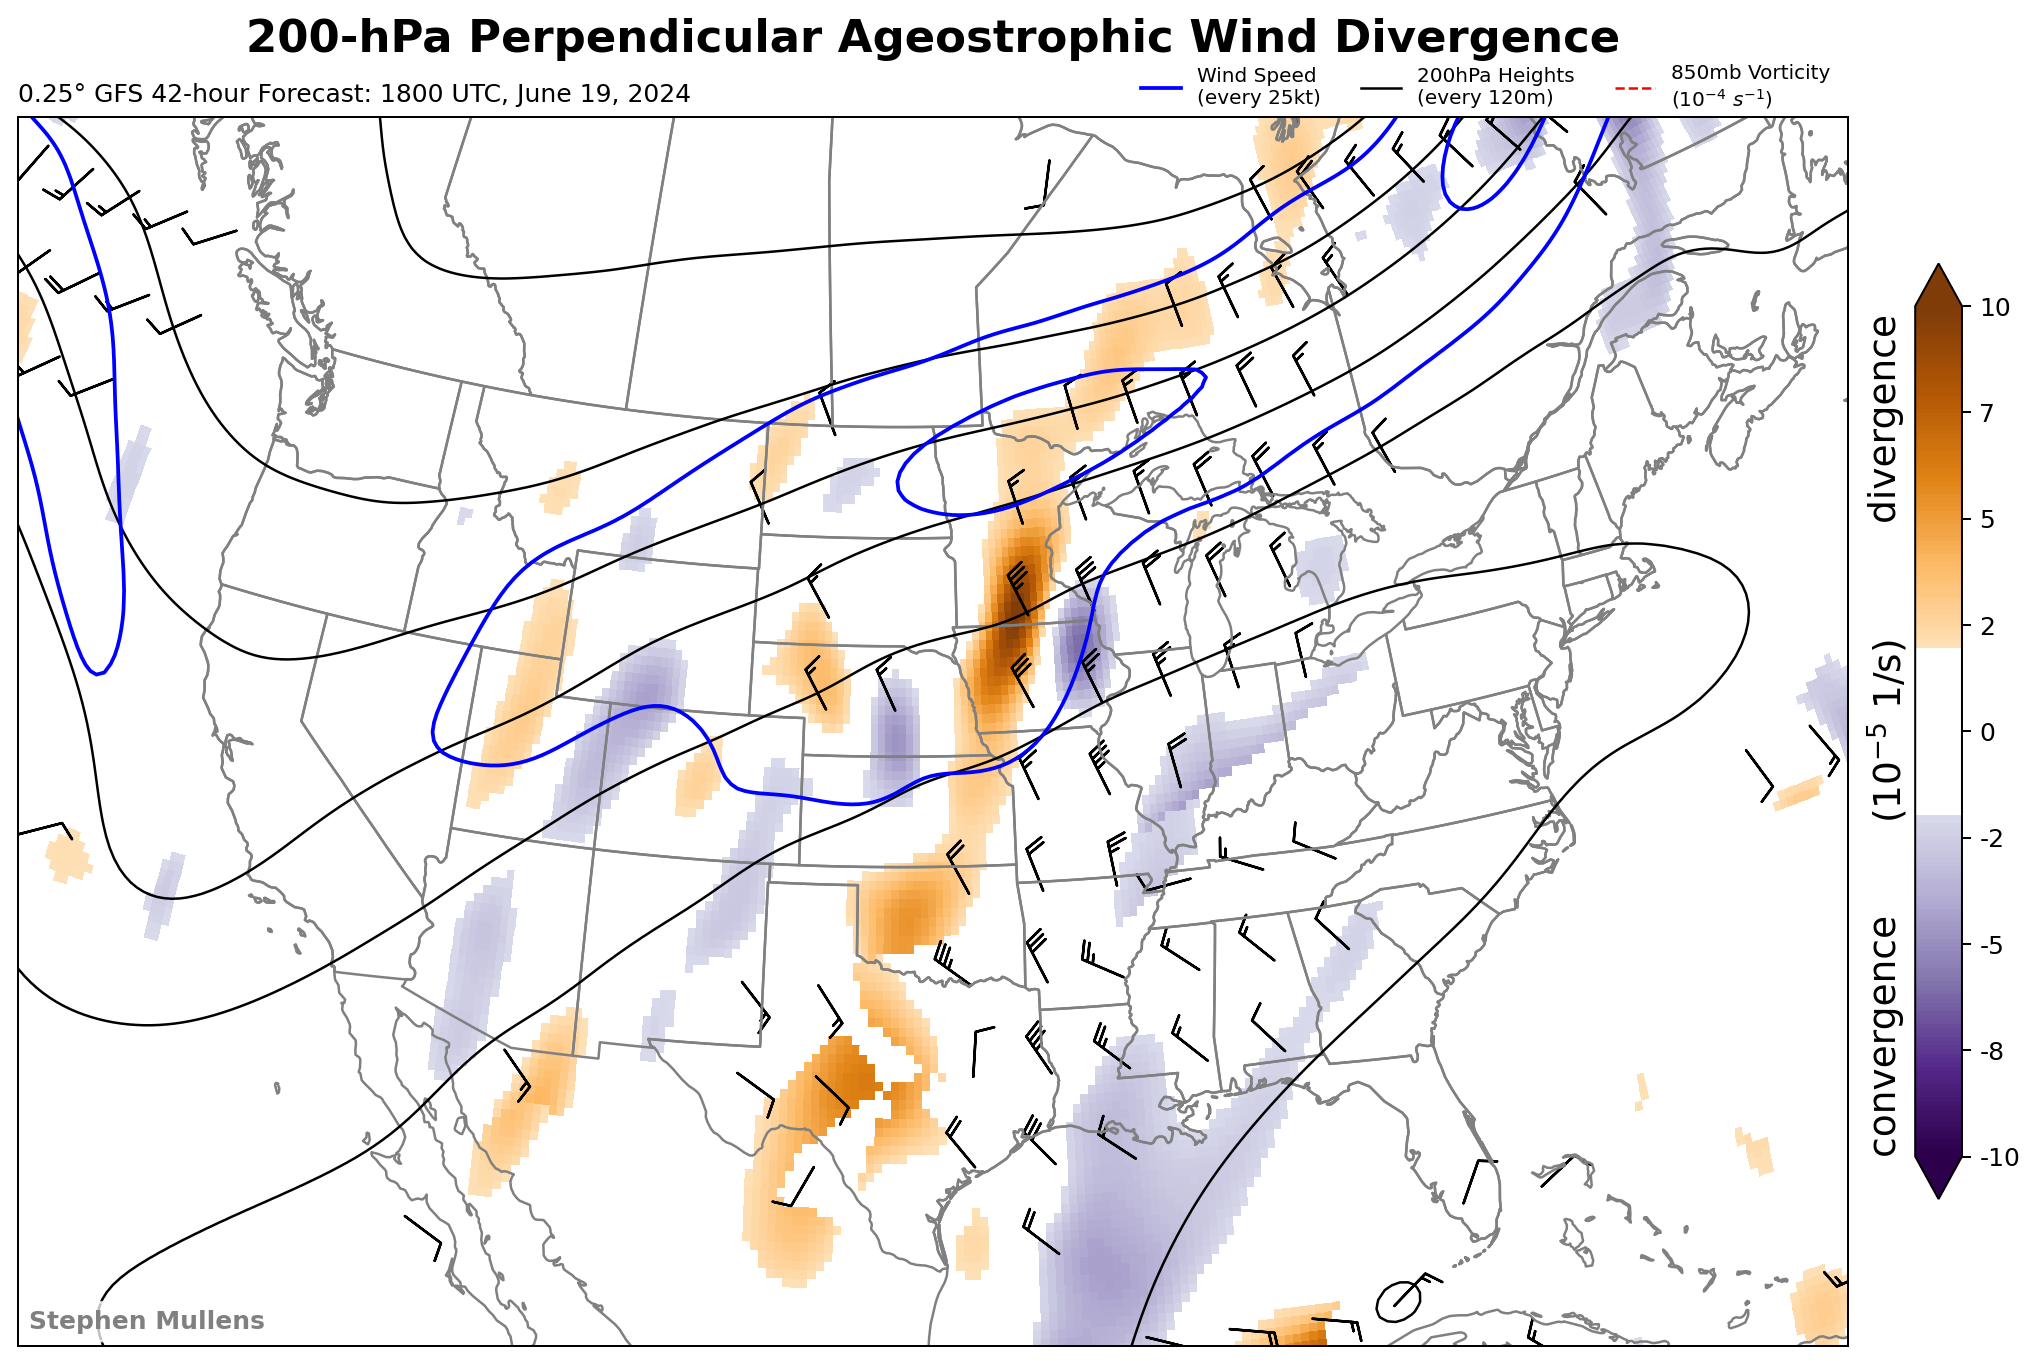 200-hPa Perpendicular Ageostrophic Wind Divergence
0.25° GFS 42-hour Forecast: 1800 UTC, June 19, 2024
Wind Speed
(every 25kt)
200hPa Heights
(every 120m)
850mb Vorticity
(10⁻⁴ s⁻¹)
10
7
5
2
0
-2
-5
-8
-10
convergence (10⁻⁵ 1/s) divergence
Stephen Mullens